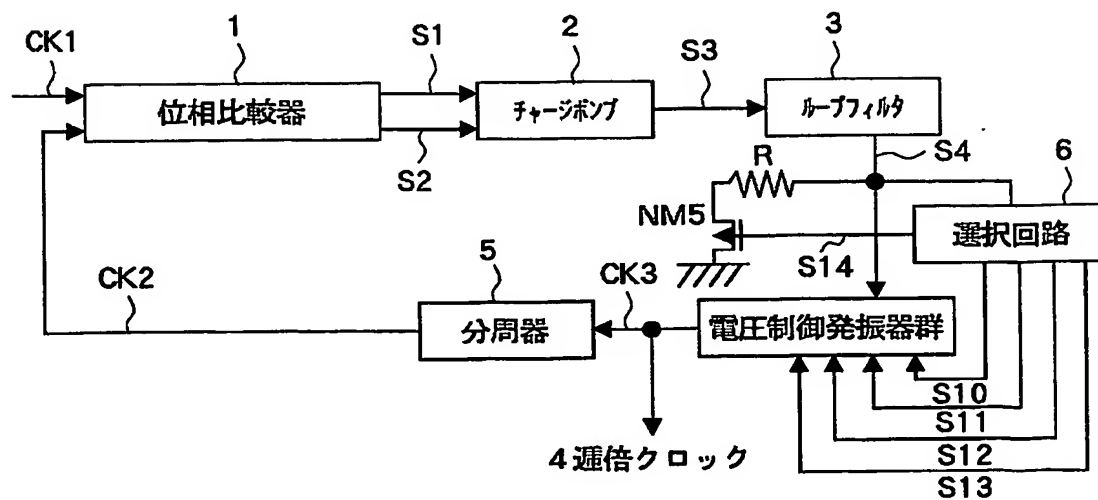 CK1
1
S1
2
S3
3
位相比較器
チャージポンプ
ループフィルタ
S2
S4
R
6
NM5
選択回路
S14
CK2
5
CK3
分周器
電圧制御発振器群
S10
S11
4逓倍クロック
S12
S13